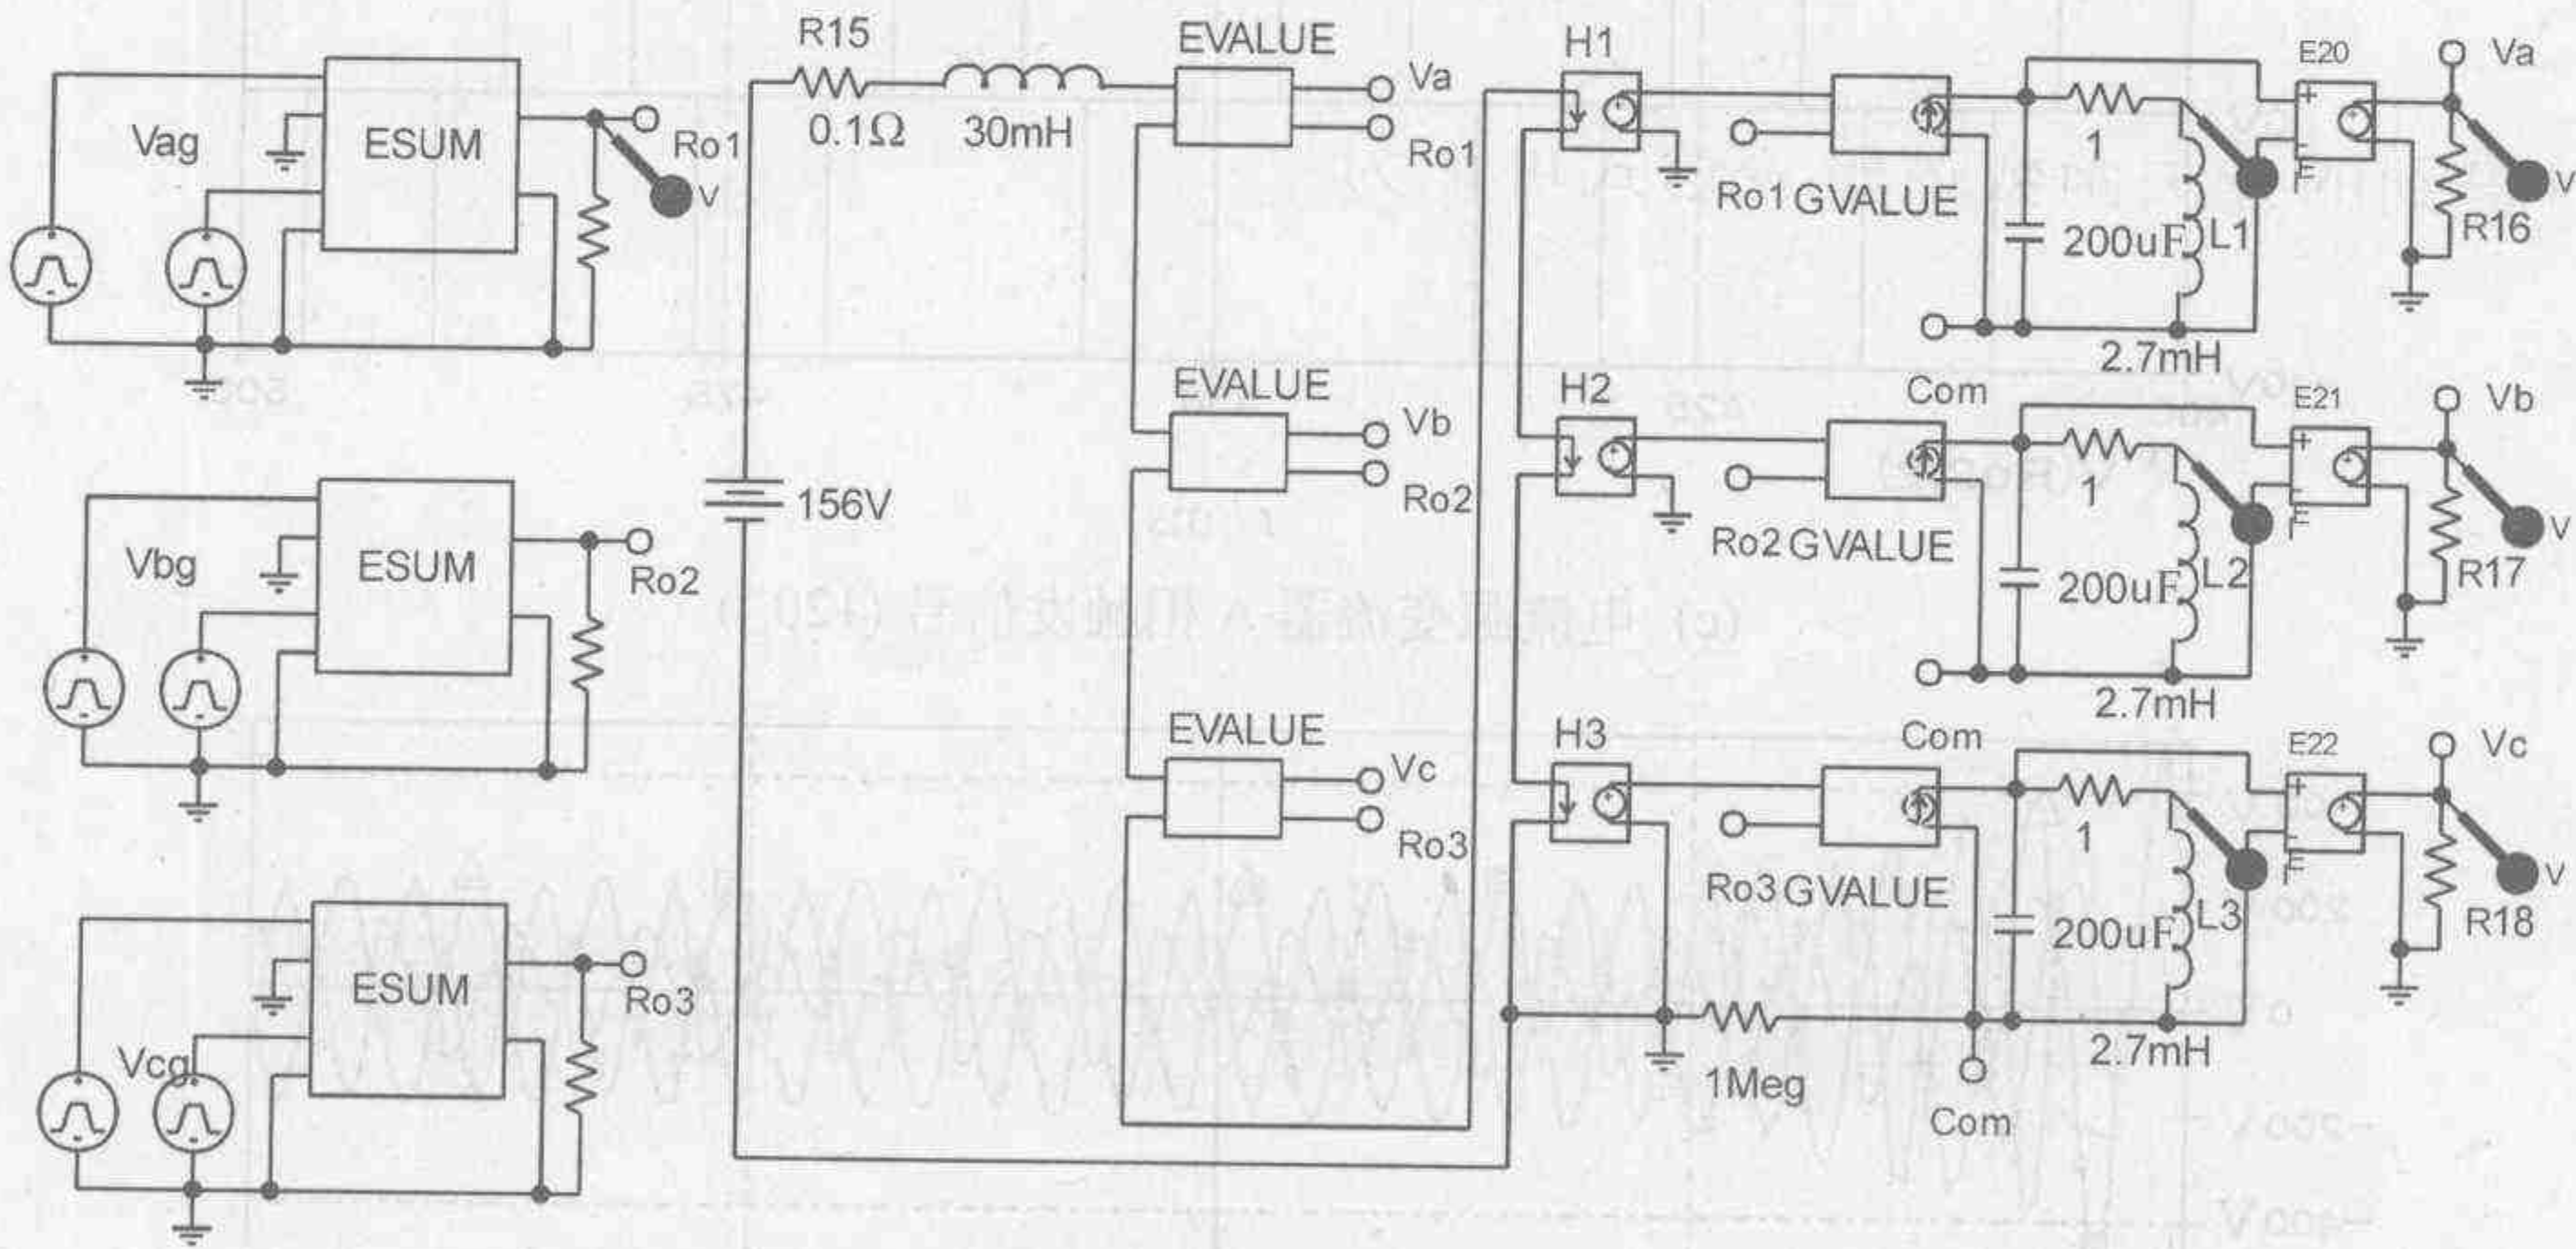 R15
0.1Ω
30mH
EVALUE
Va
Ro1
H1
E20
Va
Vag
ESUM
Ro1
V
Ro1 GVALUE
1
200uF
L1
F
R16
V
2.7mH
156V
EVALUE
Vb
Ro2
H2
Com
E21
Vb
Vbg
ESUM
Ro2
Ro2 GVALUE
1
200uF
L2
F
R17
V
2.7mH
EVALUE
Vc
Ro3
H3
Com
E22
Vc
Vcg
ESUM
Ro3
Ro3 GVALUE
1
200uF
L3
F
R18
V
2.7mH
1Meg
Com